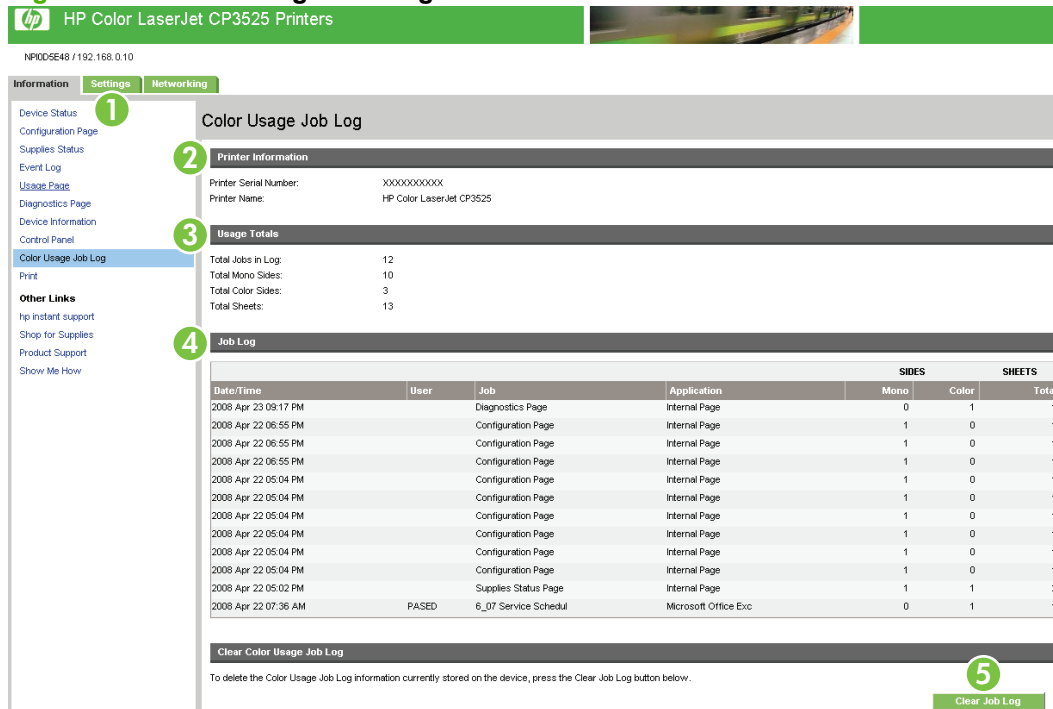 hp HP Color LaserJet CP3525 Printers
NPI0D5E48 / 192.168.0.10
Information Settings Networking
1
Device Status
Configuration Page
Supplies Status
Event Log
Usage Page
Diagnostics Page
Device Information
Control Panel
Color Usage Job Log
Print
Other Links
hp instant support
Shop for Supplies
Product Support
Show Me How
Color Usage Job Log
2 Printer Information
Printer Serial Number: XXXXXXXXXX
Printer Name: HP Color LaserJet CP3525
3 Usage Totals
Total Jobs in Log: 12
Total Mono Sides: 10
Total Color Sides: 3
Total Sheets: 13
4 Job Log
SIDES SHEETS
Date/Time User Job Application Mono Color
2008 Apr 23 09:17 PM Diagnostics Page Internal Page 0 1
2008 Apr 22 06:55 PM Configuration Page Internal Page 1 0
2008 Apr 22 06:55 PM Configuration Page Internal Page 1 0
2008 Apr 22 06:55 PM Configuration Page Internal Page 1 0
2008 Apr 22 05:04 PM Configuration Page Internal Page 1 0
2008 Apr 22 05:04 PM Configuration Page Internal Page 1 0
2008 Apr 22 05:04 PM Configuration Page Internal Page 1 0
2008 Apr 22 05:04 PM Configuration Page Internal Page 1 0
2008 Apr 22 05:04 PM Configuration Page Internal Page 1 0
2008 Apr 22 05:04 PM Configuration Page Internal Page 1 0
2008 Apr 22 05:02 PM Supplies Status Page Internal Page 1 1
2008 Apr 22 07:36 AM PASED 6_07 Service Schedul Microsoft Office Exc 0 1
Clear Color Usage Job Log
To delete the Color Usage Job Log information currently stored on the device, press the Clear Job Log button below.
5
Clear Job Log